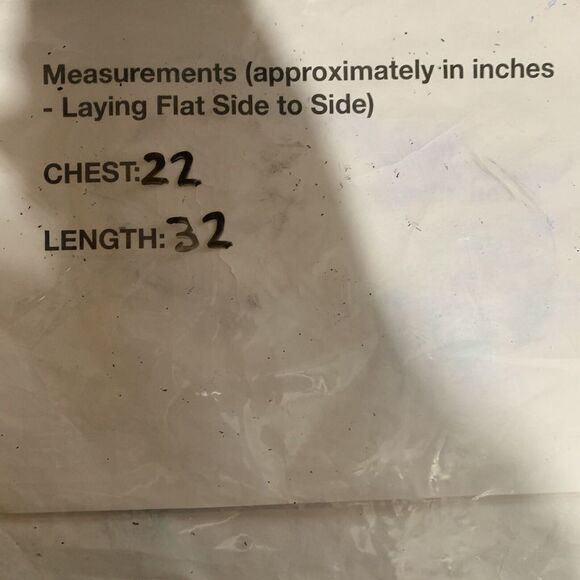 Measurements (approximately in inches
- Laying Flat Side to Side)
CHEST:22
LENGTH: 32